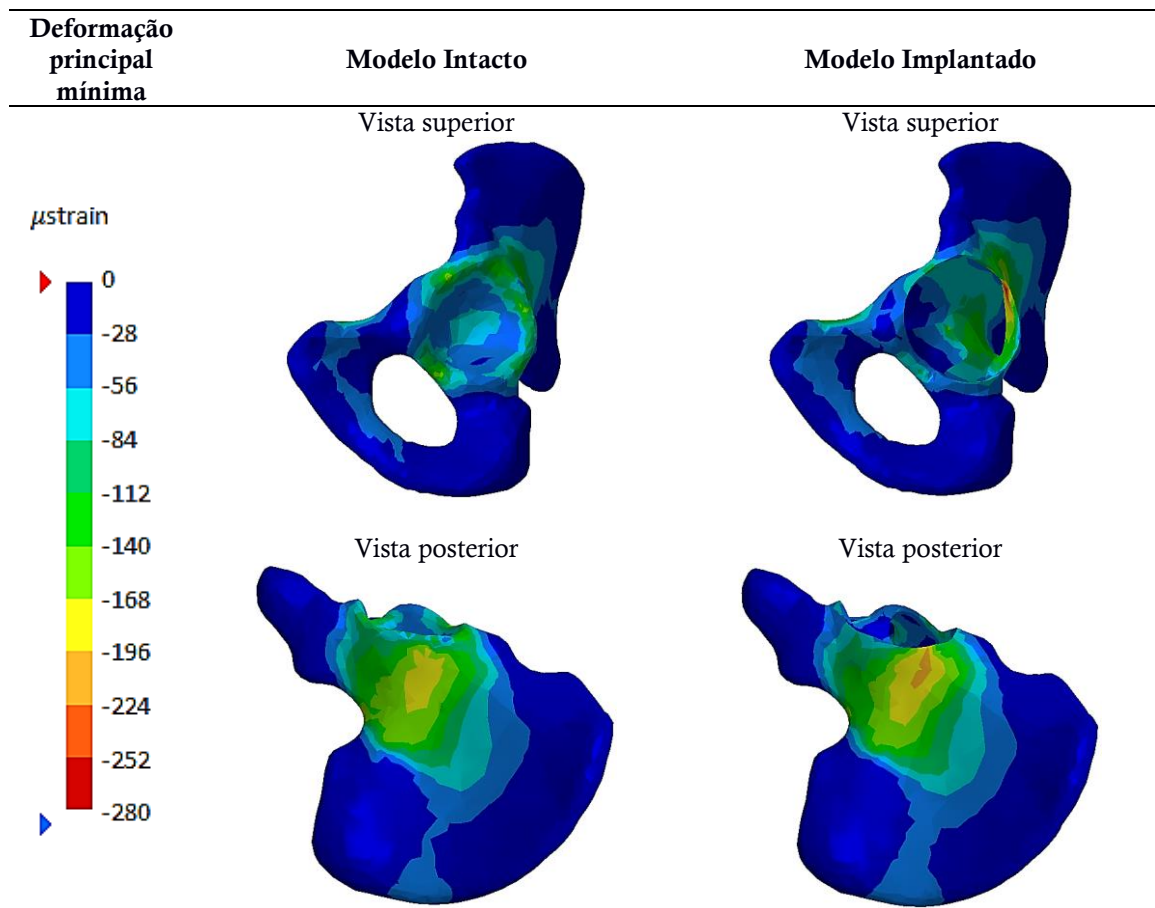 Deformação
principal
mínima
Modelo Intacto
Modelo Implantado
Vista superior
Vista superior
μstrain
0
-28
-56
-84
-112
-140
-168
-196
-224
-252
-280
Vista posterior
Vista posterior